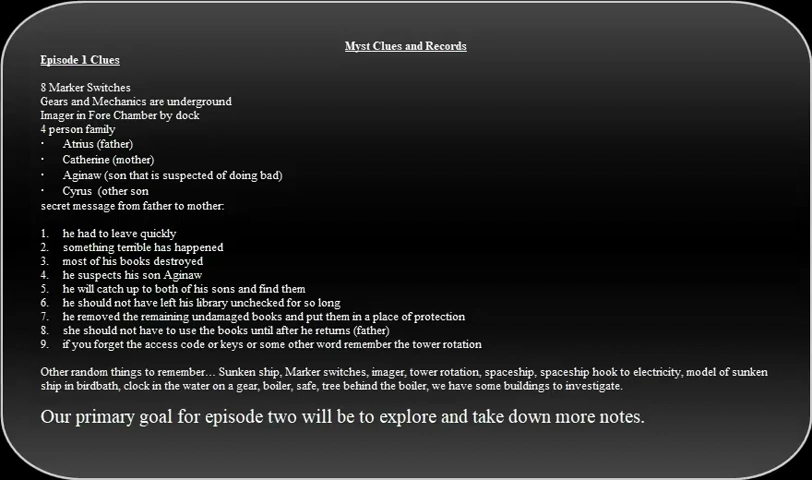 Myst Clues and Records
Episode 1 Clues
8 Marker Switches
Gears and Mechanics are underground
Imager in Fore Chamber by dock
4 person family
• Atrius (father)
• Catherine (mother)
• Aginaw (son that is suspected of doing bad)
• Cyrus (other son
secret message from father to mother:
1. he had to leave quickly
2. something terrible has happened
3. most of his books destroyed
4. he suspects his son Aginaw
5. he will catch up to both of his sons and find them
6. he should not have left his library unchecked for so long
7. he removed the remaining undamaged books and put them in a place of protection
8. she should not have to use the books until after he returns (father)
9. if you forget the access code or keys or some other word remember the tower rotation
Other random things to remember… Sunken ship, Marker switches, imager, tower rotation, spaceship, spaceship hook to electricity, model of sunken
ship in birdbath, clock in the water on a gear, boiler, safe, tree behind the boiler, we have some buildings to investigate.
Our primary goal for episode two will be to explore and take down more notes.